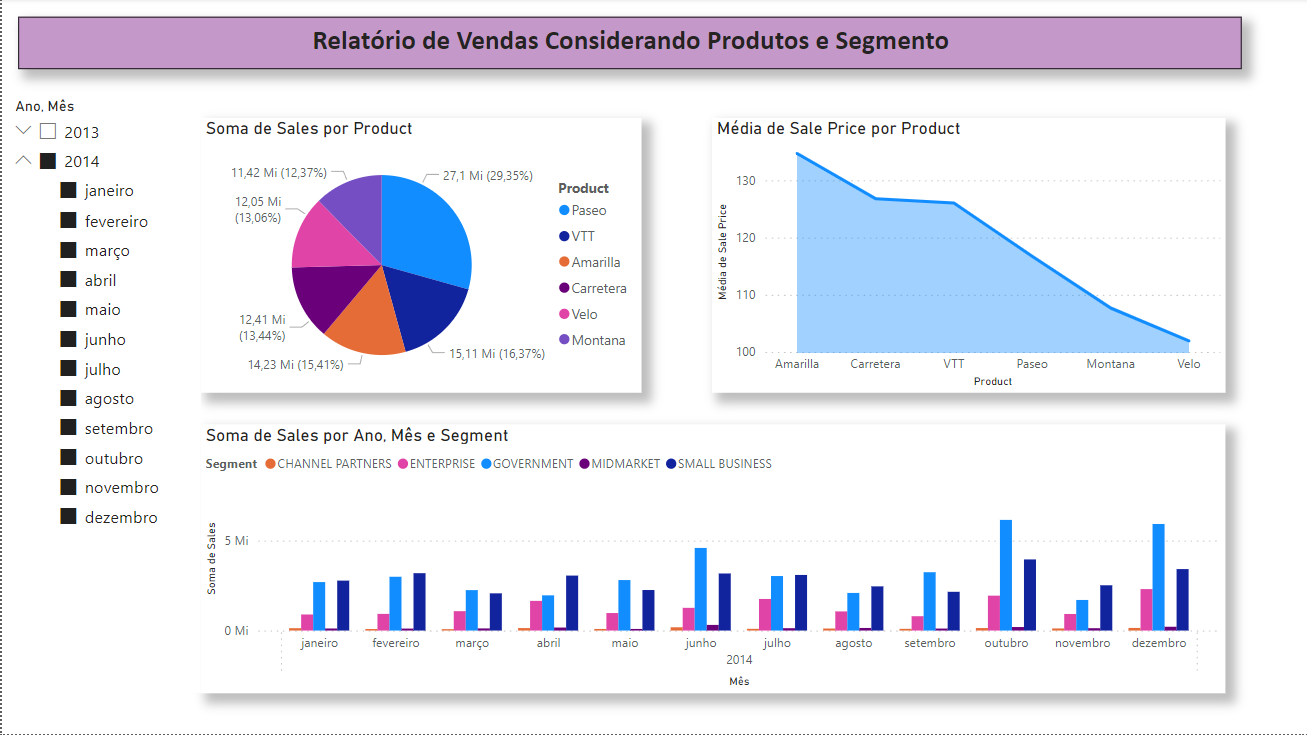 Relatório de Vendas Considerando Produtos e Segmento
Ano, Mês
2013
2014
janeiro
fevereiro
março
abril
maio
junho
julho
agosto
setembro
outubro
novembro
dezembro
Soma de Sales por Product
11,42 Mi (12,37%)
27,1 Mi (29,35%)
12,05 Mi
(13,06%)
12,41 Mi
(13,44%)
14,23 Mi (15,41%)
15,11 Mi (16,37%)
Product
Paseo
VTT
Amarilla
Carretera
Velo
Montana
Média de Sale Price por Product
Média de Sale Price
130
120
110
100
Amarilla Carretera VTT Paseo Montana Velo
Product
Soma de Sales por Ano, Mês e Segment
Segment CHANNEL PARTNERS ENTERPRISE GOVERNMENT MIDMARKET SMALL BUSINESS
Soma de Sales
5 Mi
0 Mi
janeiro fevereiro março abril maio junho julho agosto setembro outubro novembro dezembro
2014
Mês